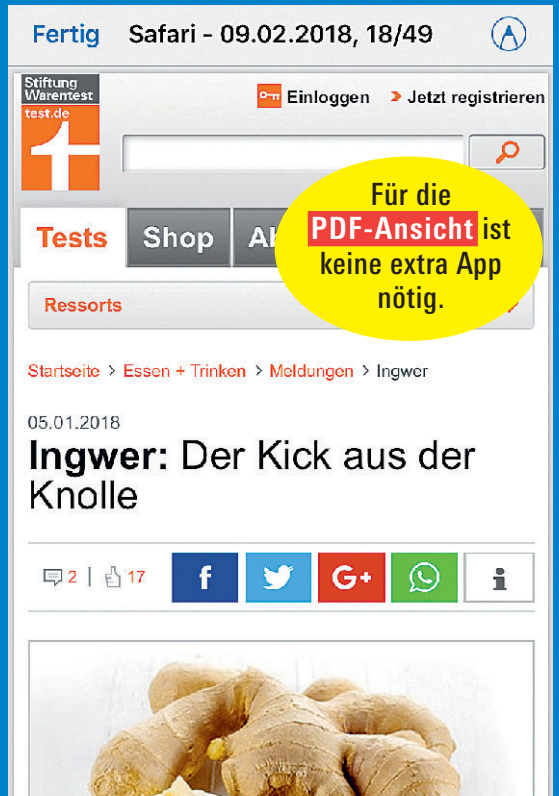 Fertig Safari - 09.02.2018, 18/49
Stiftung
Warentest
test.de
Einloggen Jetzt registrieren
Für die
PDF-Ansicht ist
keine extra App
nötig.
Tests Shop
Ressorts
Startseite > Essen + Trinken > Meldungen > Ingwer
05.01.2018
Ingwer: Der Kick aus der
Knolle
2 | 17 f G+ i